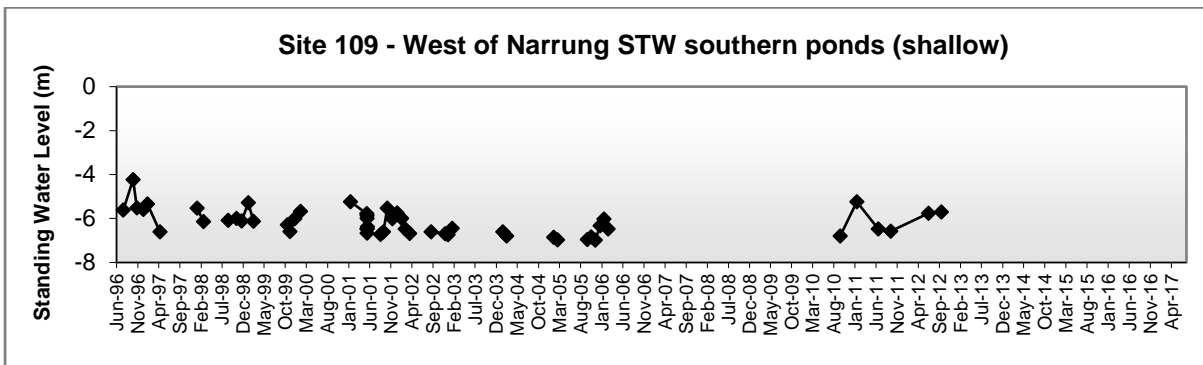 Site 109 - West of Narrung STW southern ponds (shallow)
Standing Water Level (m)
0
-2
-4
-6
-8
Jun-96
Nov-96
Apr-97
Sep-97
Feb-98
Jul-98
Dec-98
May-99
Oct-99
Mar-00
Aug-00
Jan-01
Jun-01
Nov-01
Apr-02
Sep-02
Feb-03
Jul-03
Dec-03
May-04
Oct-04
Mar-05
Aug-05
Jan-06
Jun-06
Nov-06
Apr-07
Sep-07
Feb-08
Jul-08
Dec-08
May-09
Oct-09
Mar-10
Aug-10
Jan-11
Jun-11
Nov-11
Apr-12
Sep-12
Feb-13
Jul-13
Dec-13
May-14
Oct-14
Mar-15
Aug-15
Jan-16
Jun-16
Nov-16
Apr-17